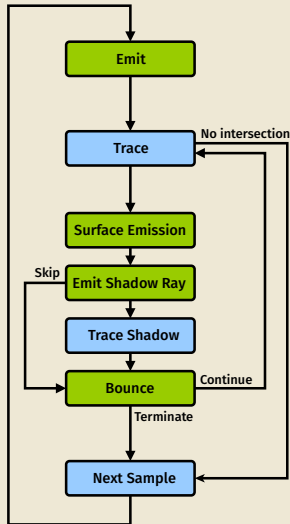 Emit
No intersection
Trace
Surface Emission
Skip
Emit Shadow Ray
Trace Shadow
Bounce
Continue
Terminate
Next Sample